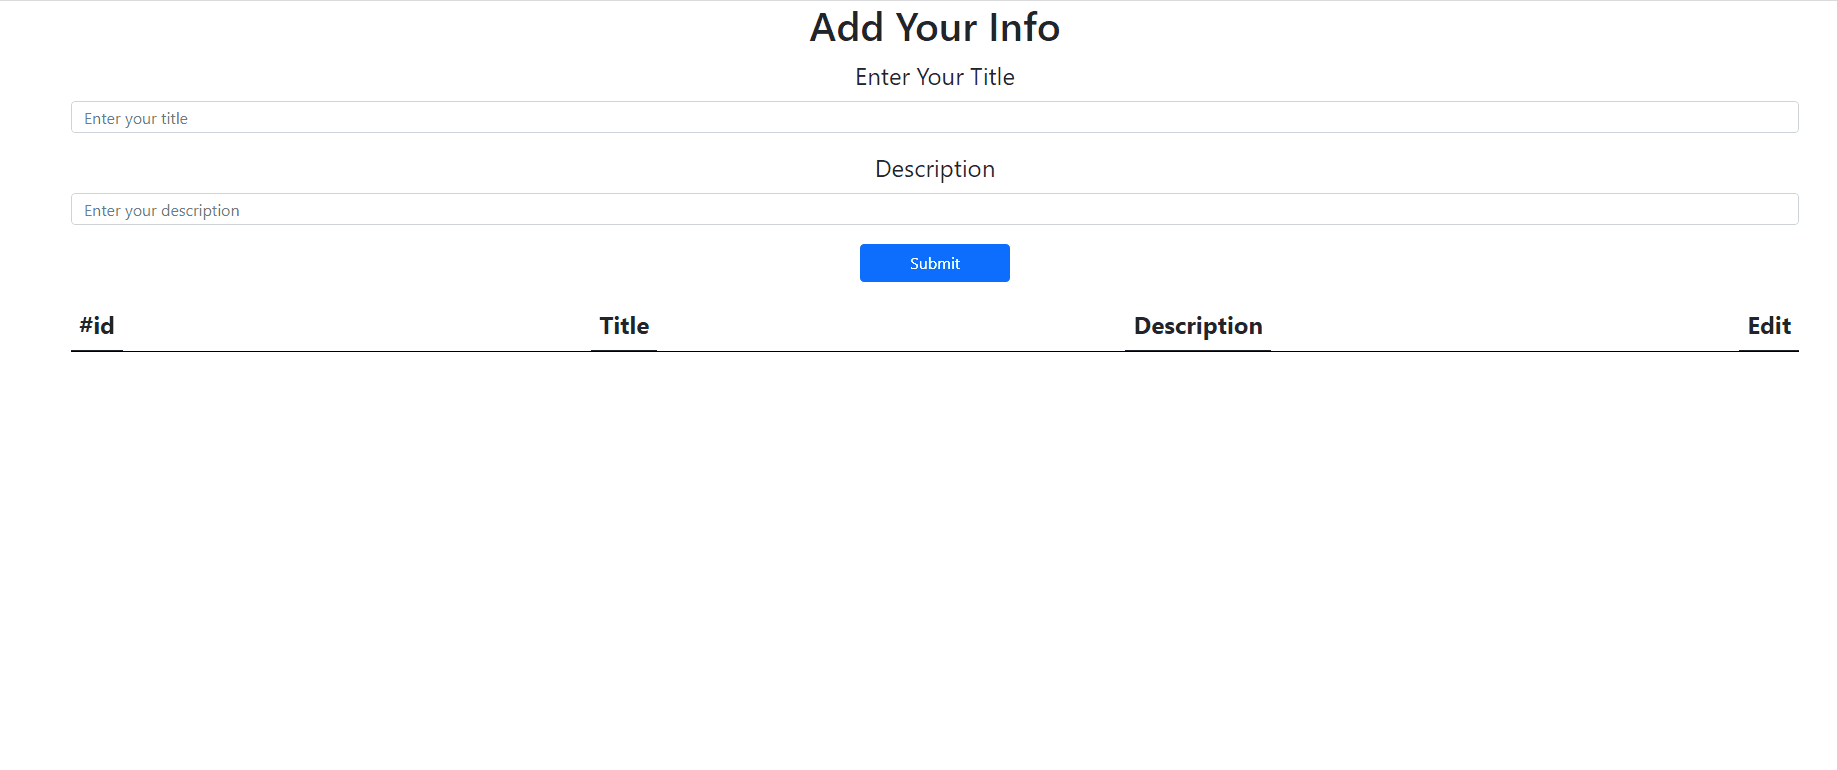 Add Your Info
Enter Your Title
Enter your title
Description
Enter your description
Submit
#id Title Description Edit